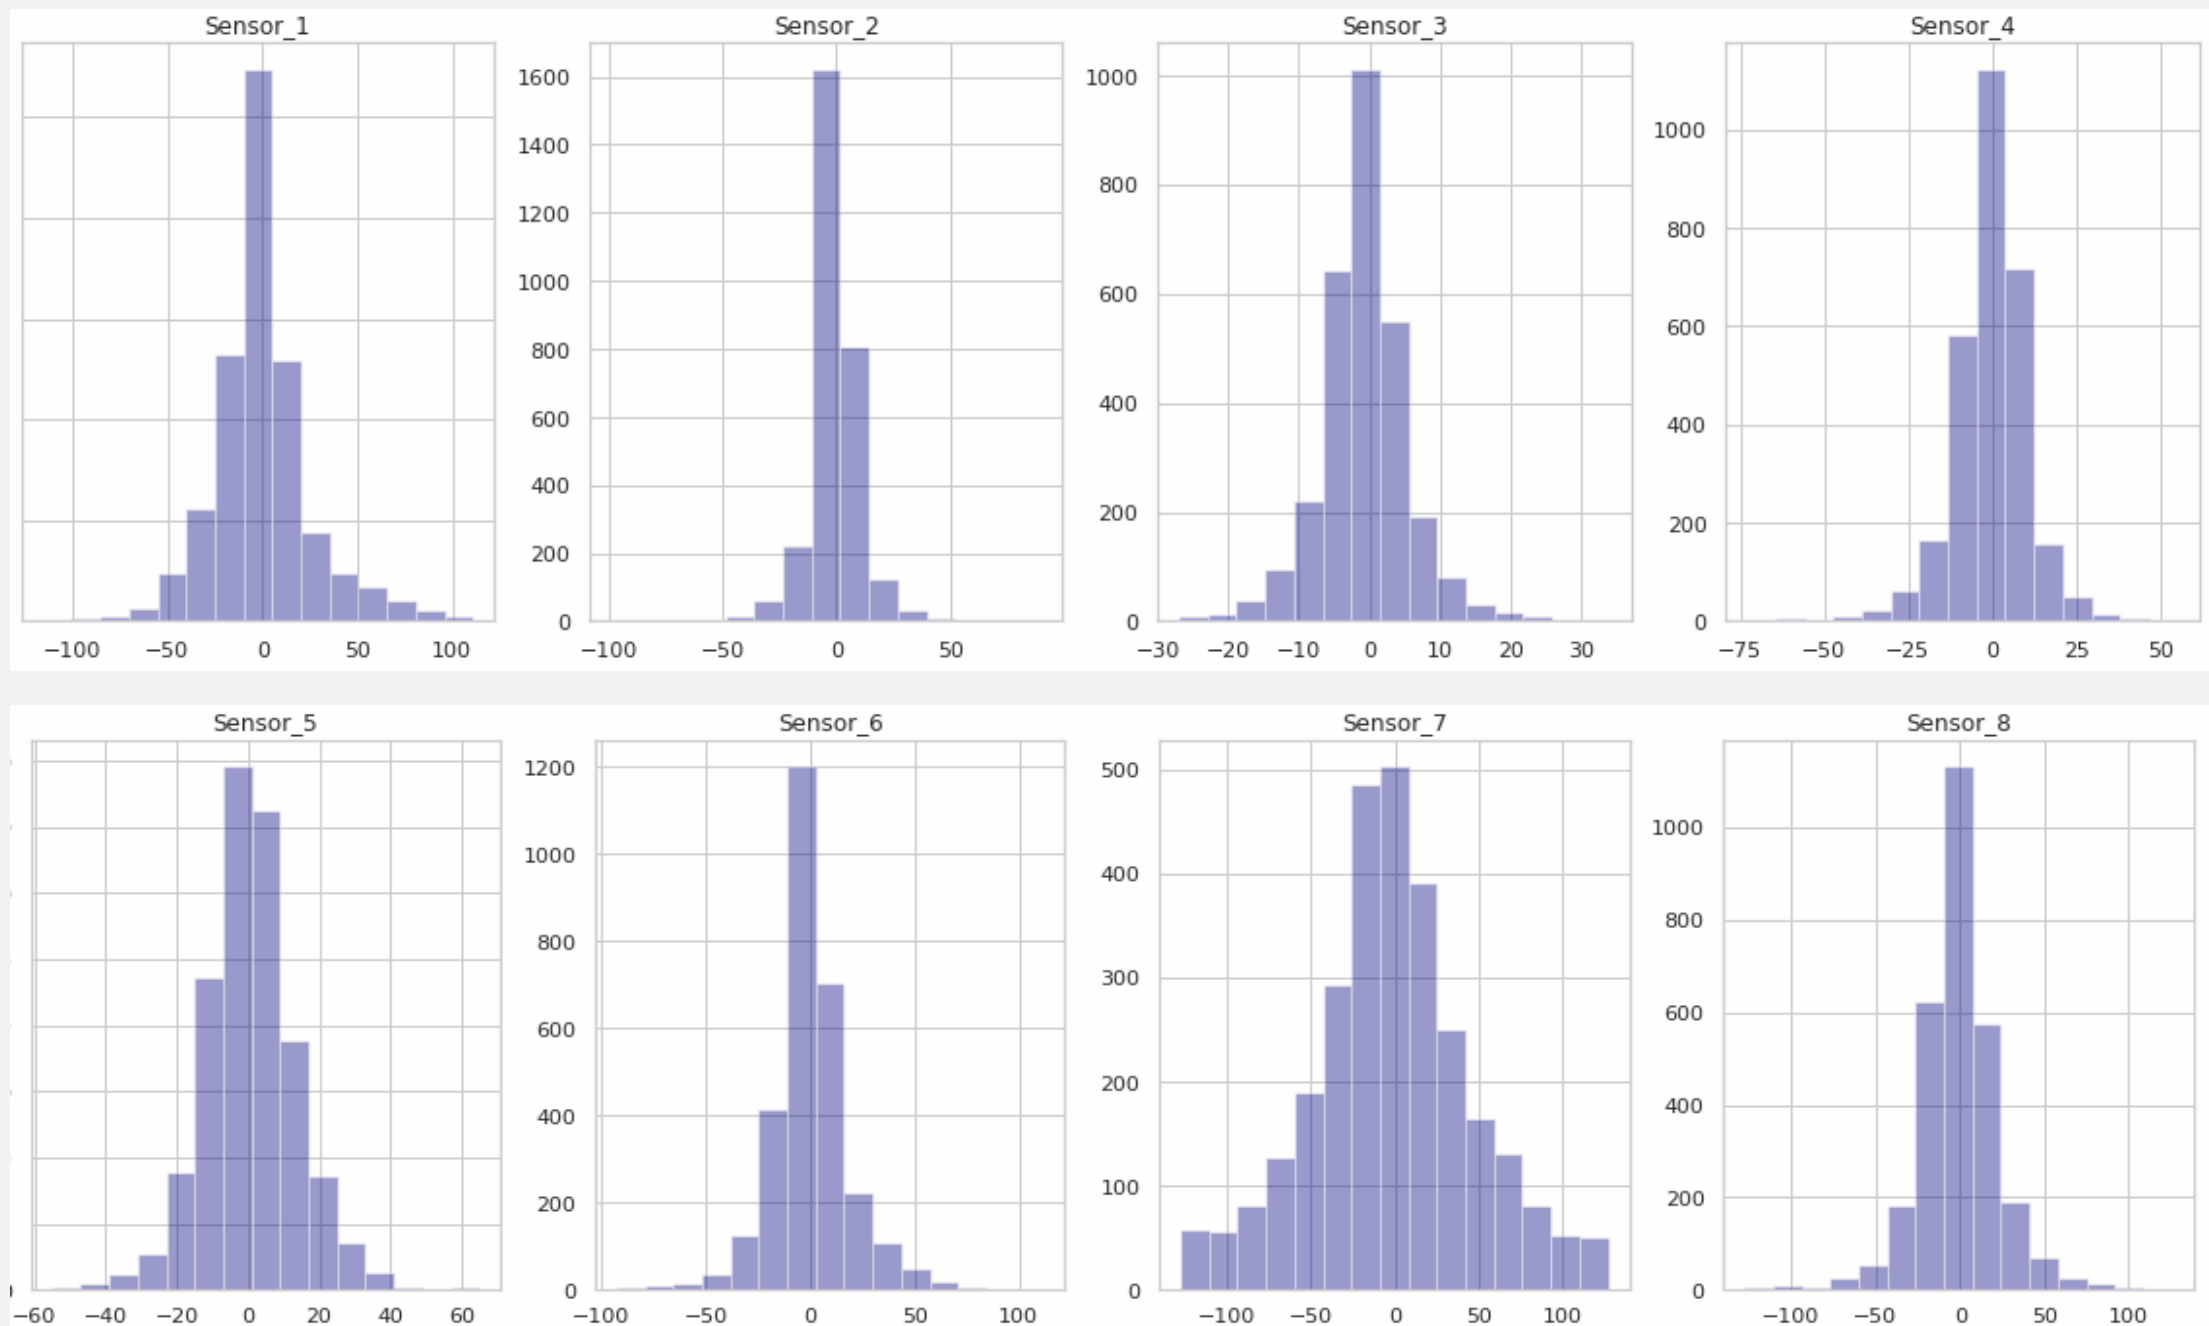 Sensor_1 Sensor_2 Sensor_3 Sensor_4
1600 1000
1400 1000
1200 800 800
1000 600 600
800
600 400 400
400 200 200
200
0 0 0
−100 −50 0 50 100 −100 −50 0 50 −30 −20 −10 0 10 20 30 −75 −50 −25 0 25 50
Sensor_5 Sensor_6 Sensor_7 Sensor_8
1200 500
1000 400 1000
800 300 800
600 600
400 200 400
200 100 200
0 0 0
−60 −40 −20 0 20 40 60 −100 −50 0 50 100 −100 −50 0 50 100 −100 −50 0 50 100